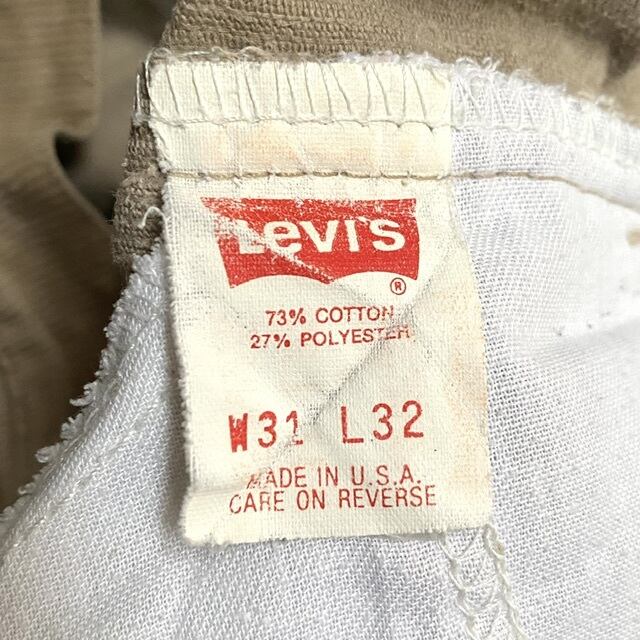 Levi's
®
73% COTTON
27% POLYESTER
W31 L32
MADE IN U.S.A.
CARE ON REVERSE